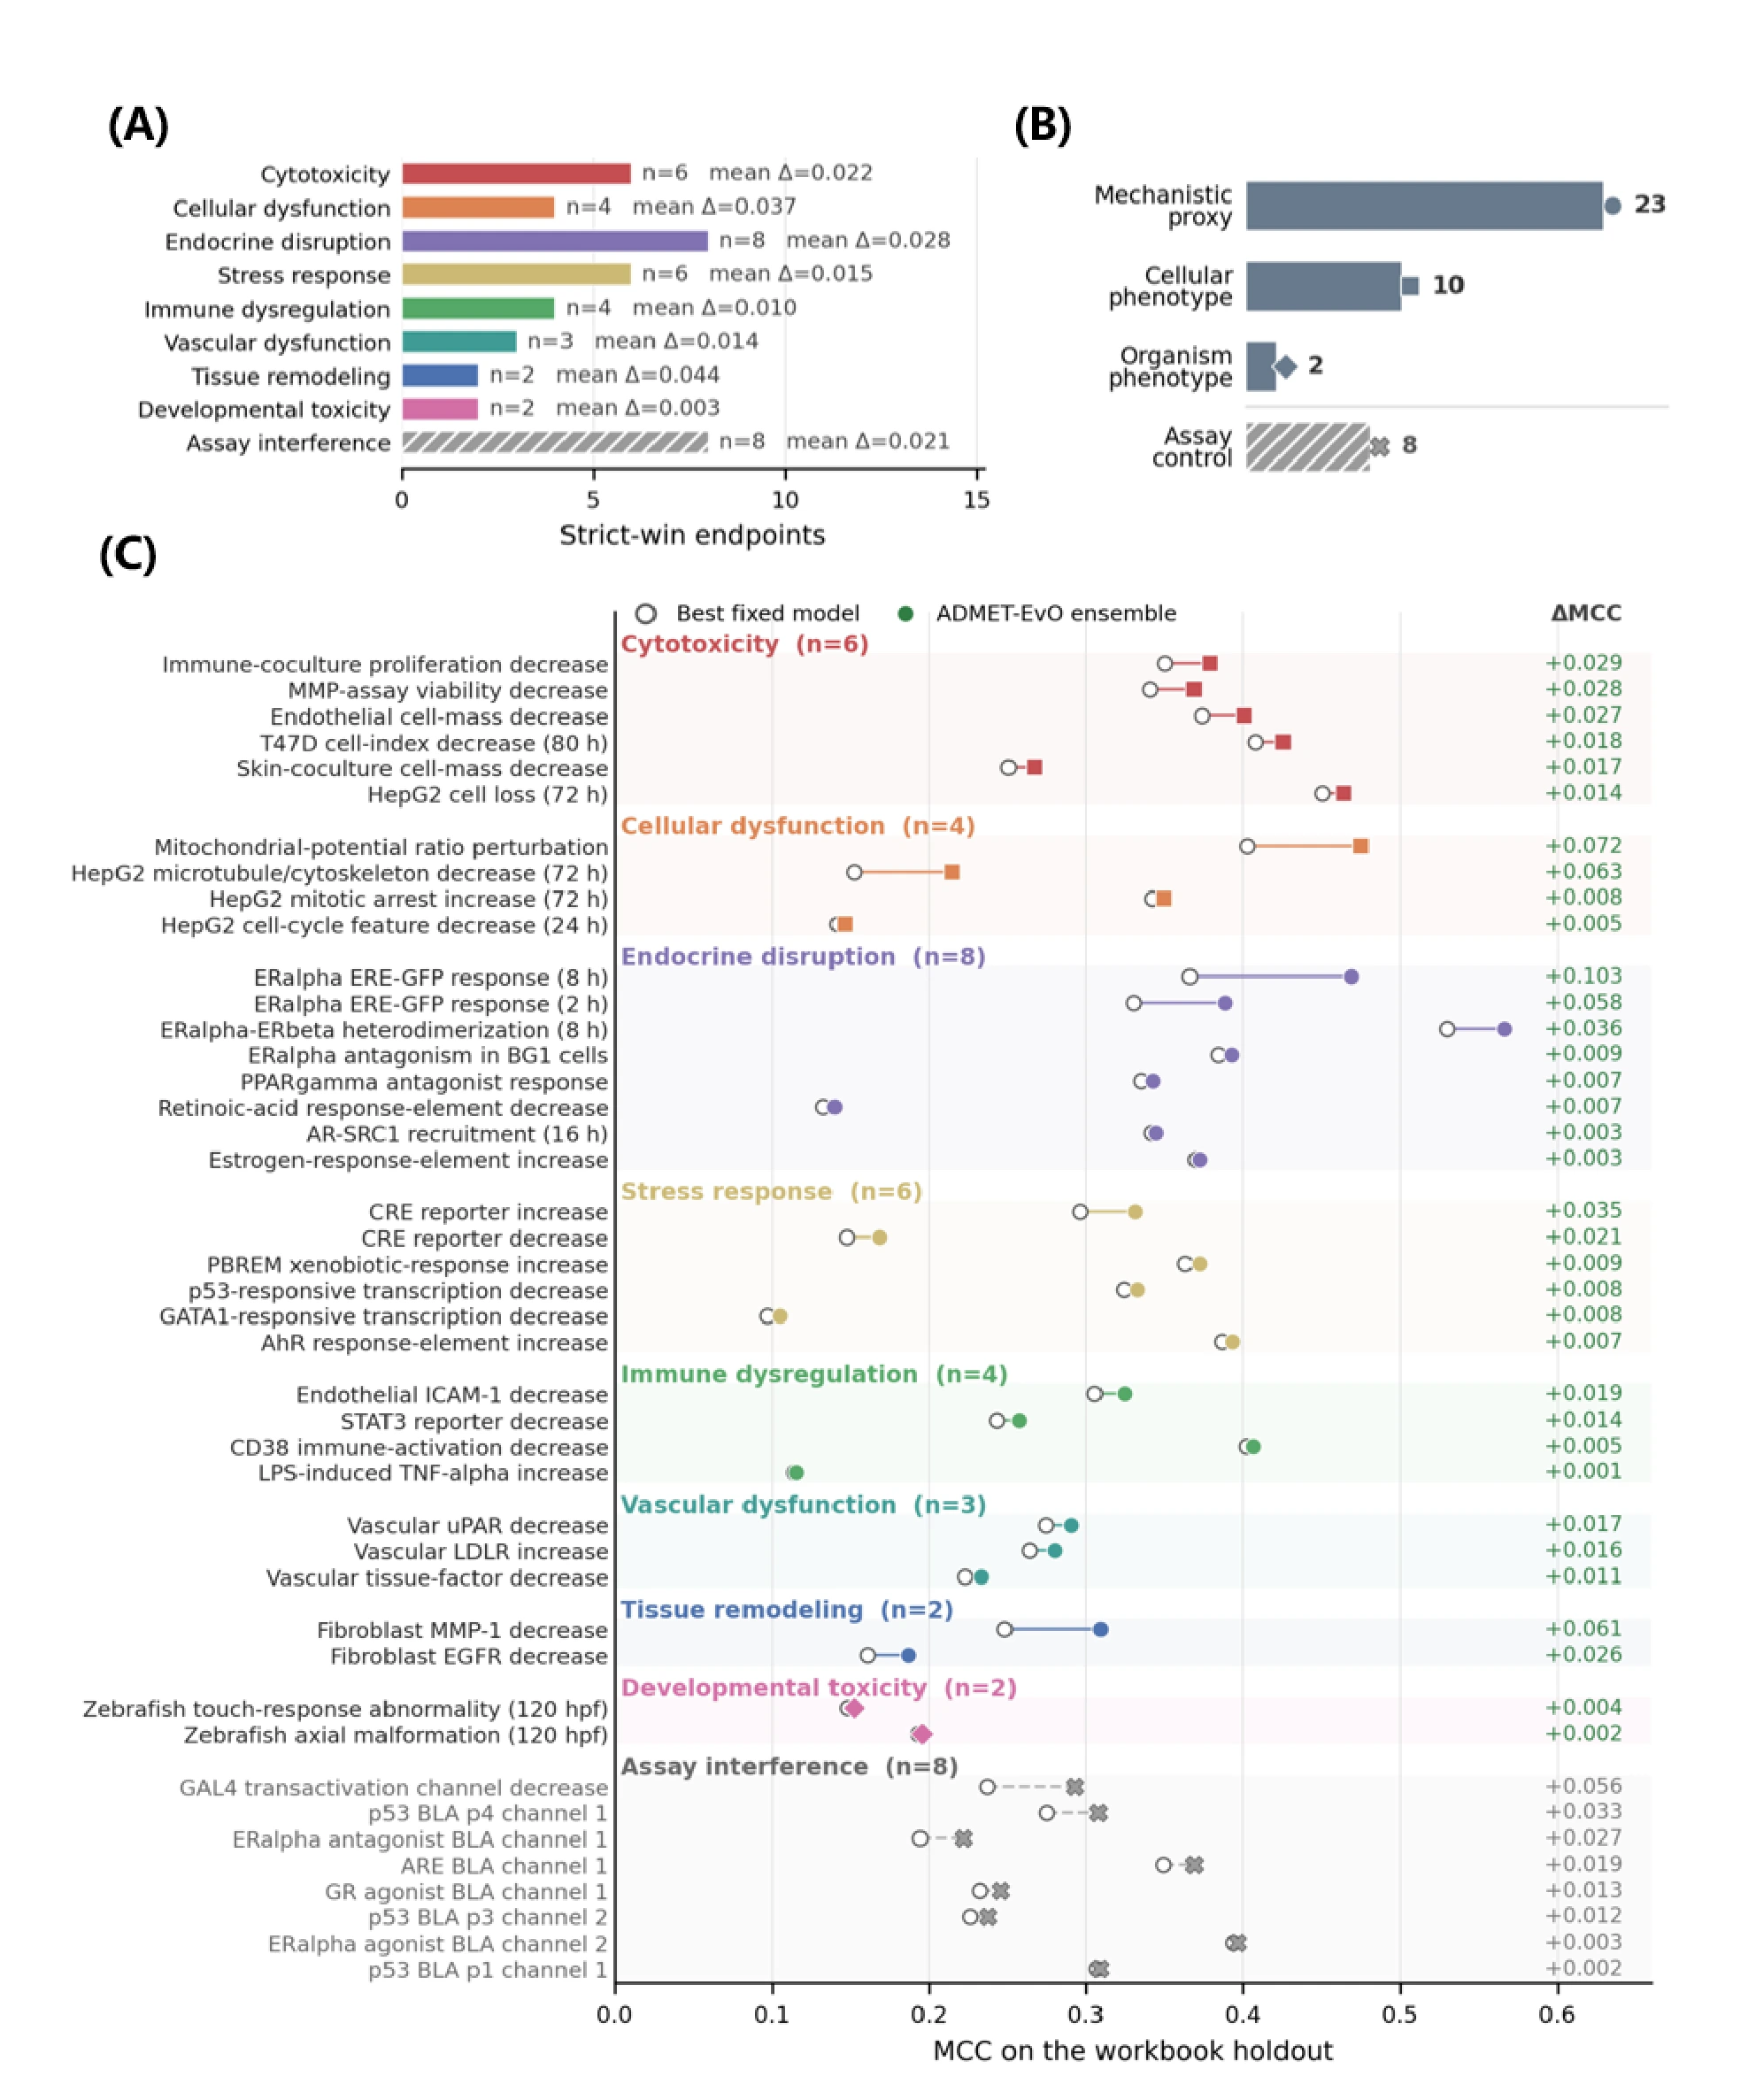 (A)
Cytotoxicity n=6 mean Δ=0.022
Cellular dysfunction n=4 mean Δ=0.037
Endocrine disruption n=8 mean Δ=0.028
Stress response n=6 mean Δ=0.015
Immune dysregulation n=4 mean Δ=0.010
Vascular dysfunction n=3 mean Δ=0.014
Tissue remodeling n=2 mean Δ=0.044
Developmental toxicity n=2 mean Δ=0.003
Assay interference n=8 mean Δ=0.021
0 5 10 15
Strict-win endpoints
(B)
Mechanistic
proxy 23
Cellular
phenotype 10
Organism
phenotype 2
Assay
control 8
(C)
Best fixed model ADMET-EvO ensemble ΔMCC
Cytotoxicity (n=6)
Immune-coculture proliferation decrease +0.029
MMP-assay viability decrease +0.028
Endothelial cell-mass decrease +0.027
T47D cell-index decrease (80 h) +0.018
Skin-coculture cell-mass decrease +0.017
HepG2 cell loss (72 h) +0.014
Cellular dysfunction (n=4)
Mitochondrial-potential ratio perturbation +0.072
HepG2 microtubule/cytoskeleton decrease (72 h) +0.063
HepG2 mitotic arrest increase (72 h) +0.008
HepG2 cell-cycle feature decrease (24 h) +0.005
Endocrine disruption (n=8)
ERalpha ERE-GFP response (8 h) +0.103
ERalpha ERE-GFP response (2 h) +0.058
ERalpha-ERbeta heterodimerization (8 h) +0.036
ERalpha antagonism in BG1 cells +0.009
PPARgamma antagonist response +0.007
Retinoic-acid response-element decrease +0.007
AR-SRC1 recruitment (16 h) +0.003
Estrogen-response-element increase +0.003
Stress response (n=6)
CRE reporter increase +0.035
CRE reporter decrease +0.021
PBREM xenobiotic-response increase +0.009
p53-responsive transcription decrease +0.008
GATA1-responsive transcription decrease +0.008
AhR response-element increase +0.007
Immune dysregulation (n=4)
Endothelial ICAM-1 decrease +0.019
STAT3 reporter decrease +0.014
CD38 immune-activation decrease +0.005
LPS-induced TNF-alpha increase +0.001
Vascular dysfunction (n=3)
Vascular uPAR decrease +0.017
Vascular LDLR increase +0.016
Vascular tissue-factor decrease +0.011
Tissue remodeling (n=2)
Fibroblast MMP-1 decrease +0.061
Fibroblast EGFR decrease +0.026
Developmental toxicity (n=2)
Zebrafish touch-response abnormality (120 hpf) +0.004
Zebrafish axial malformation (120 hpf) +0.002
Assay interference (n=8)
GAL4 transactivation channel decrease +0.056
p53 BLA p4 channel 1 +0.033
ERalpha antagonist BLA channel 1 +0.027
ARE BLA channel 1 +0.019
GR agonist BLA channel 1 +0.013
p53 BLA p3 channel 2 +0.012
ERalpha agonist BLA channel 2 +0.003
p53 BLA p1 channel 1 +0.002
0.0 0.1 0.2 0.3 0.4 0.5 0.6
MCC on the workbook holdout